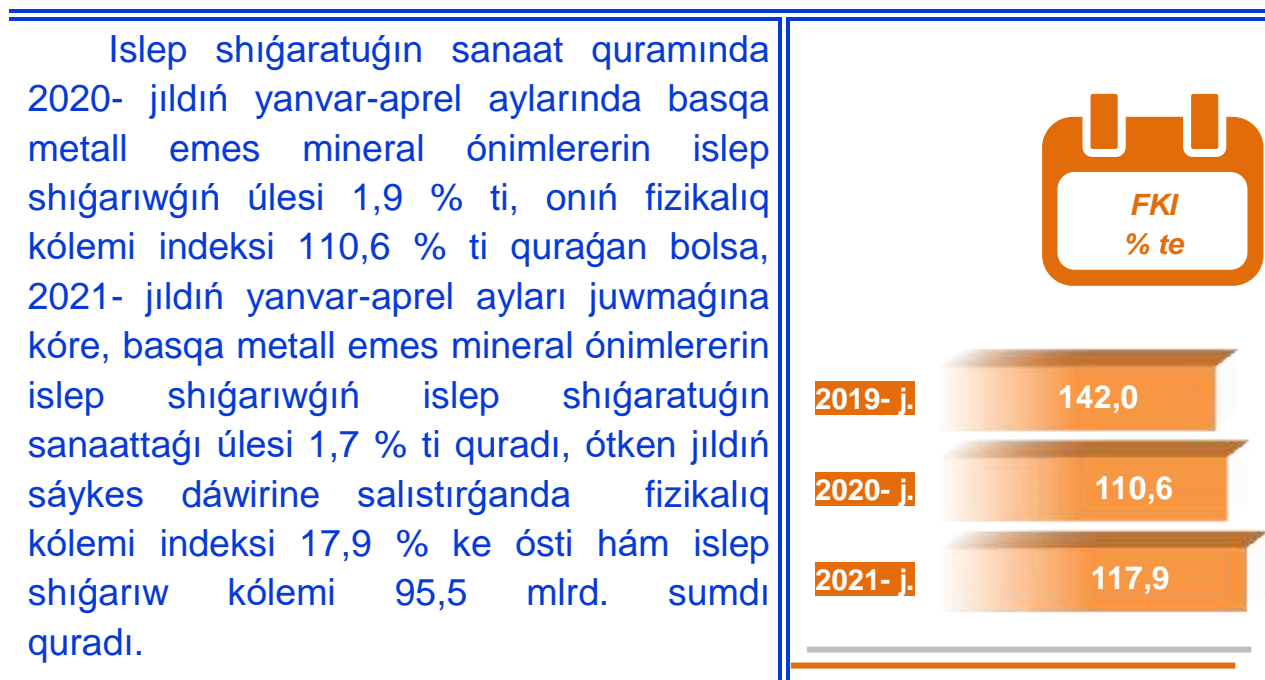 Islep shıǵaratuǵın sanaat quramında
2020- jıldıń yanvar-aprel aylarında basqa
metall emes mineral ónimlererin islep
shıǵarıwǵıń úlesi 1,9 % ti, onıń fizikalıq
kólemi indeksi 110,6 % ti quraǵan bolsa,
2021- jıldıń yanvar-aprel ayları juwmaǵına
kóre, basqa metall emes mineral ónimlererin
islep shıǵarıwǵıń islep shıǵaratuǵın
sanaattaǵı úlesi 1,7 % ti quradı, ótken jıldıń
sáykes dáwirine salıstırǵanda fizikalıq
kólemi indeksi 17,9 % ke ósti hám islep
shıǵarıw kólemi 95,5 mlrd. sumdı
quradı.
FKI
% te
2019- j. 142,0
2020- j. 110,6
2021- j. 117,9